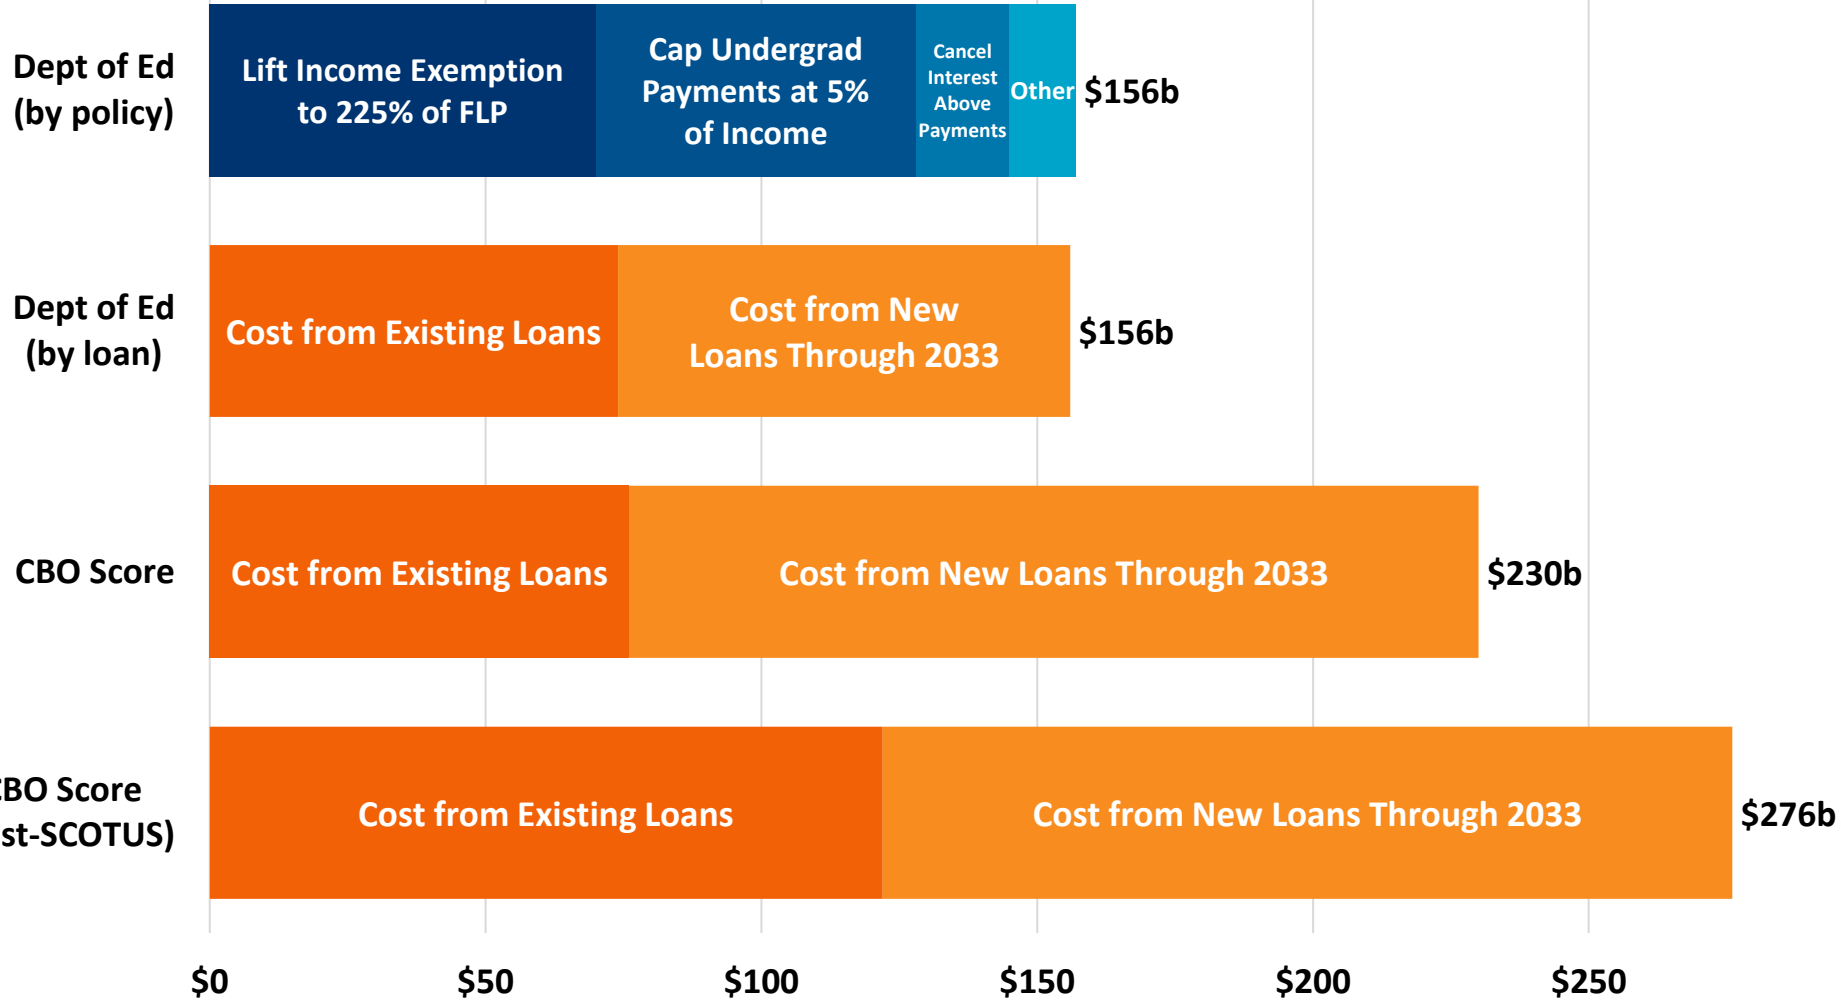 Dept of Ed
(by policy)
Lift Income Exemption
to 225% of FLP
Cap Undergrad
Payments at 5%
of Income
Cancel
Interest
Above
Payments
Other
$156b
Dept of Ed
(by loan)
Cost from Existing Loans
Cost from New
Loans Through 2033
$156b
CBO Score
Cost from Existing Loans
Cost from New Loans Through 2033
$230b
BO Score
st-SCOTUS)
Cost from Existing Loans
Cost from New Loans Through 2033
$276b
$0
$50
$100
$150
$200
$250